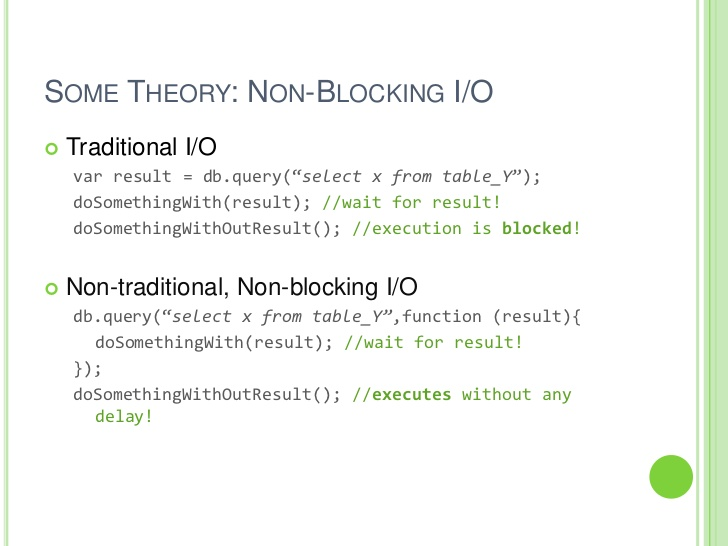 SOME THEORY: NON-BLOCKING I/O
Traditional I/O
var result = db.query(“select x from table_Y”);
doSomethingWith(result); //wait for result!
doSomethingWithOutResult(); //execution is blocked!
Non-traditional, Non-blocking I/O
db.query(“select x from table_Y”,function (result){
doSomethingWith(result); //wait for result!
});
doSomethingWithOutResult(); //executes without any
delay!